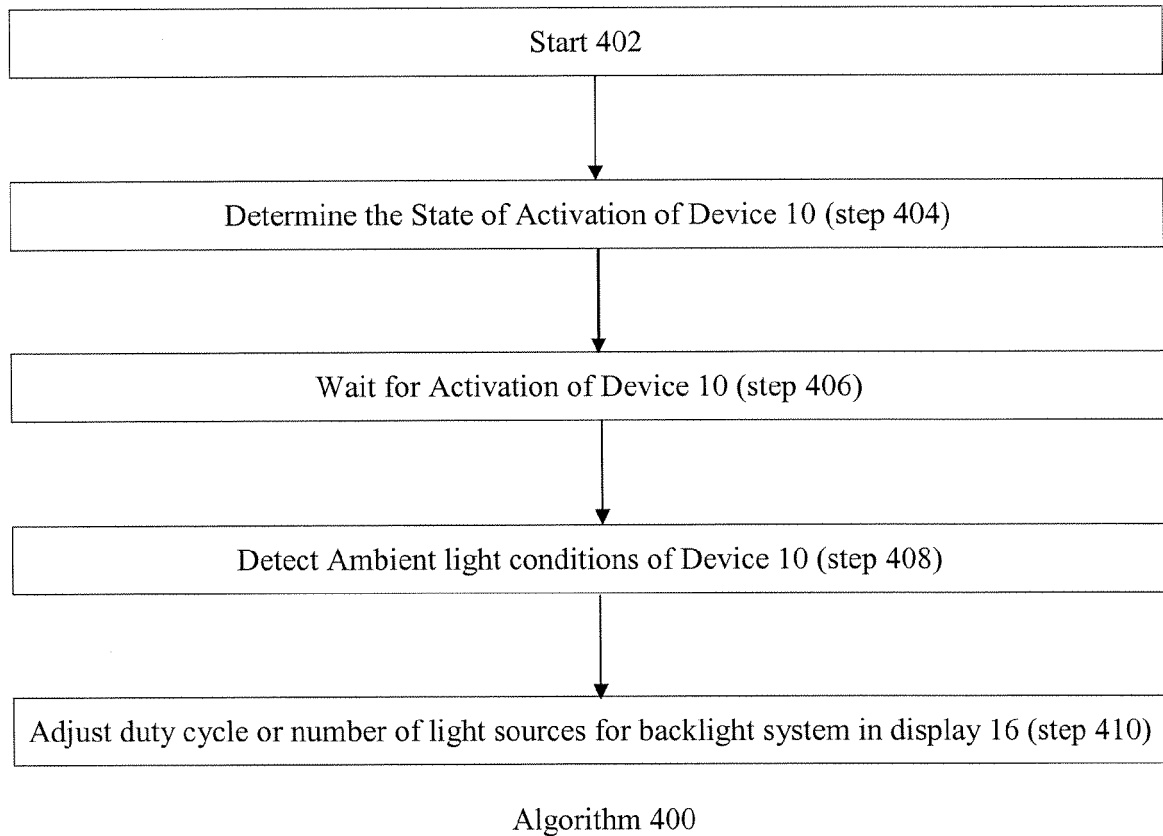 Start 402
Determine the State of Activation of Device 10 (step 404)
Wait for Activation of Device 10 (step 406)
Detect Ambient light conditions of Device 10 (step 408)
Adjust duty cycle or number of light sources for backlight system in display 16 (step 410)
Algorithm 400